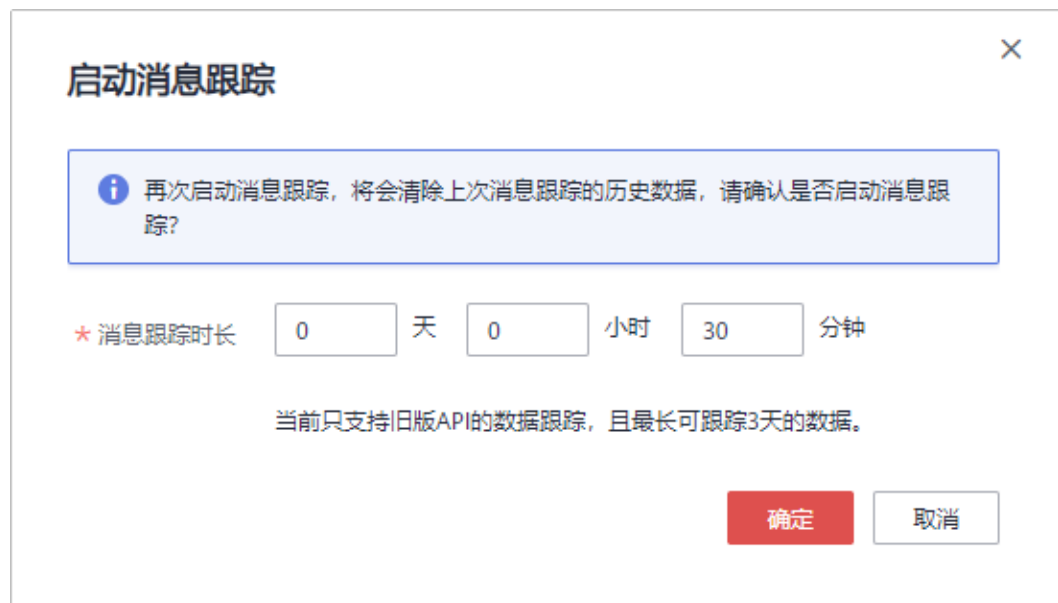 启动消息跟踪
再次启动消息跟踪，将会清除上次消息跟踪的历史数据，请确认是否启动消息跟
踪？
* 消息跟踪时长 0 天 0 小时 30 分钟
当前只支持旧版API的数据跟踪，且最长可跟踪3天的数据。
确定 取消